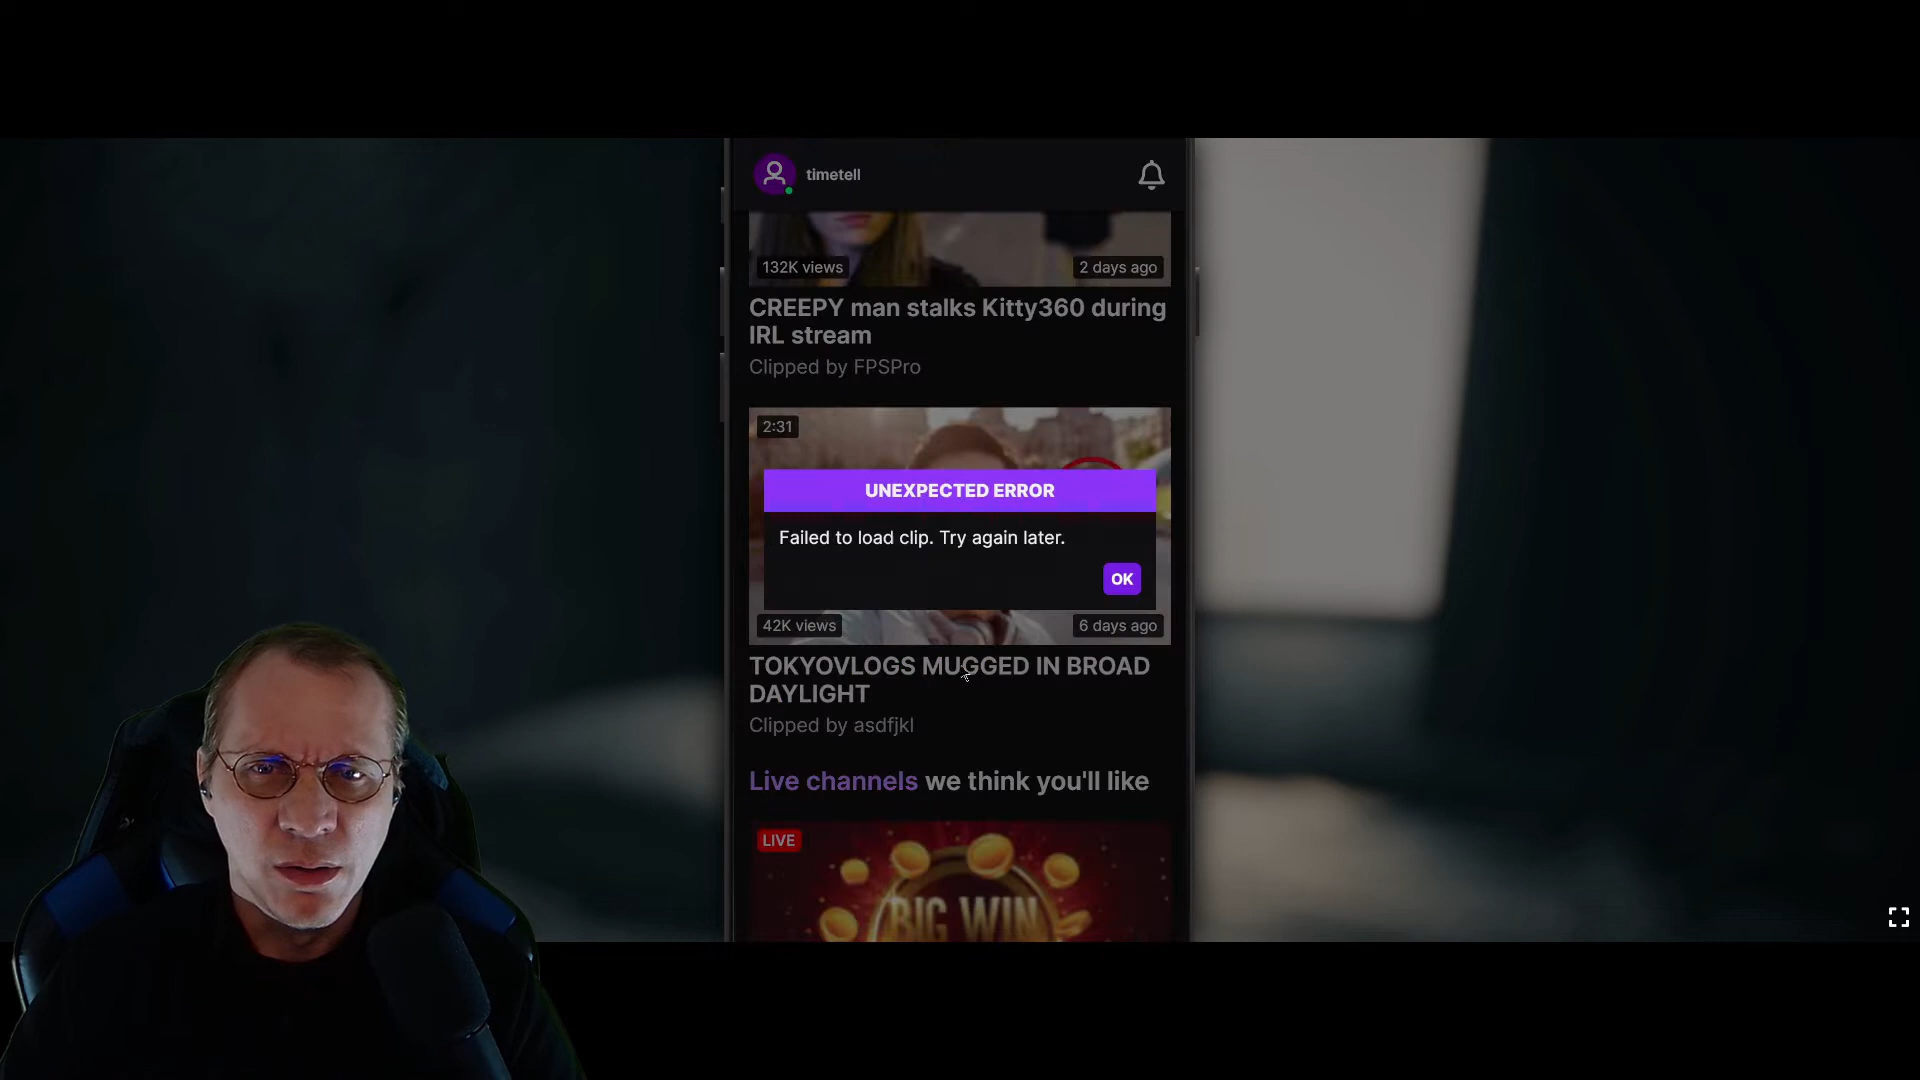 timetell
132K views
2 days ago
CREEPY man stalks Kitty360 during
IRL stream
Clipped by FPSPro
2:31
UNEXPECTED ERROR
Failed to load clip. Try again later.
OK
42K views
6 days ago
TOKYOVLOGS MUGGED IN BROAD
DAYLIGHT
Clipped by asdfjkl
Live channels we think you'll like
LIVE
BIG WIN